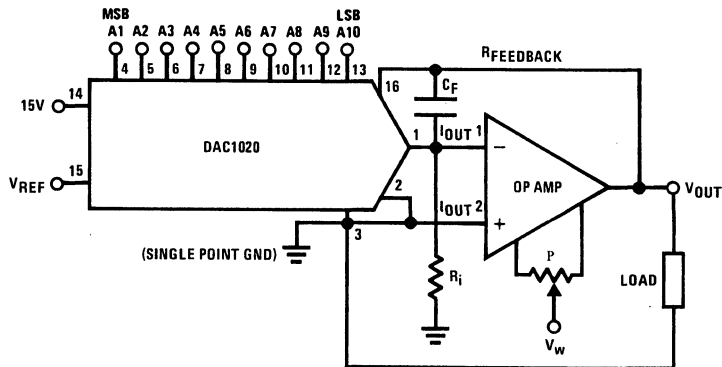 MSB LSB
A1 A2 A3 A4 A5 A6 A7 A8 A9 A10
4 5 6 7 8 9 10 11 12 13
16
RFEEDBACK
CF
14
15V
DAC1020
1
IOUT 1
−
OP AMP
VOUT
15
VREF
2
IOUT 2
+
3
(SINGLE POINT GND)
Ri
P
LOAD
VW